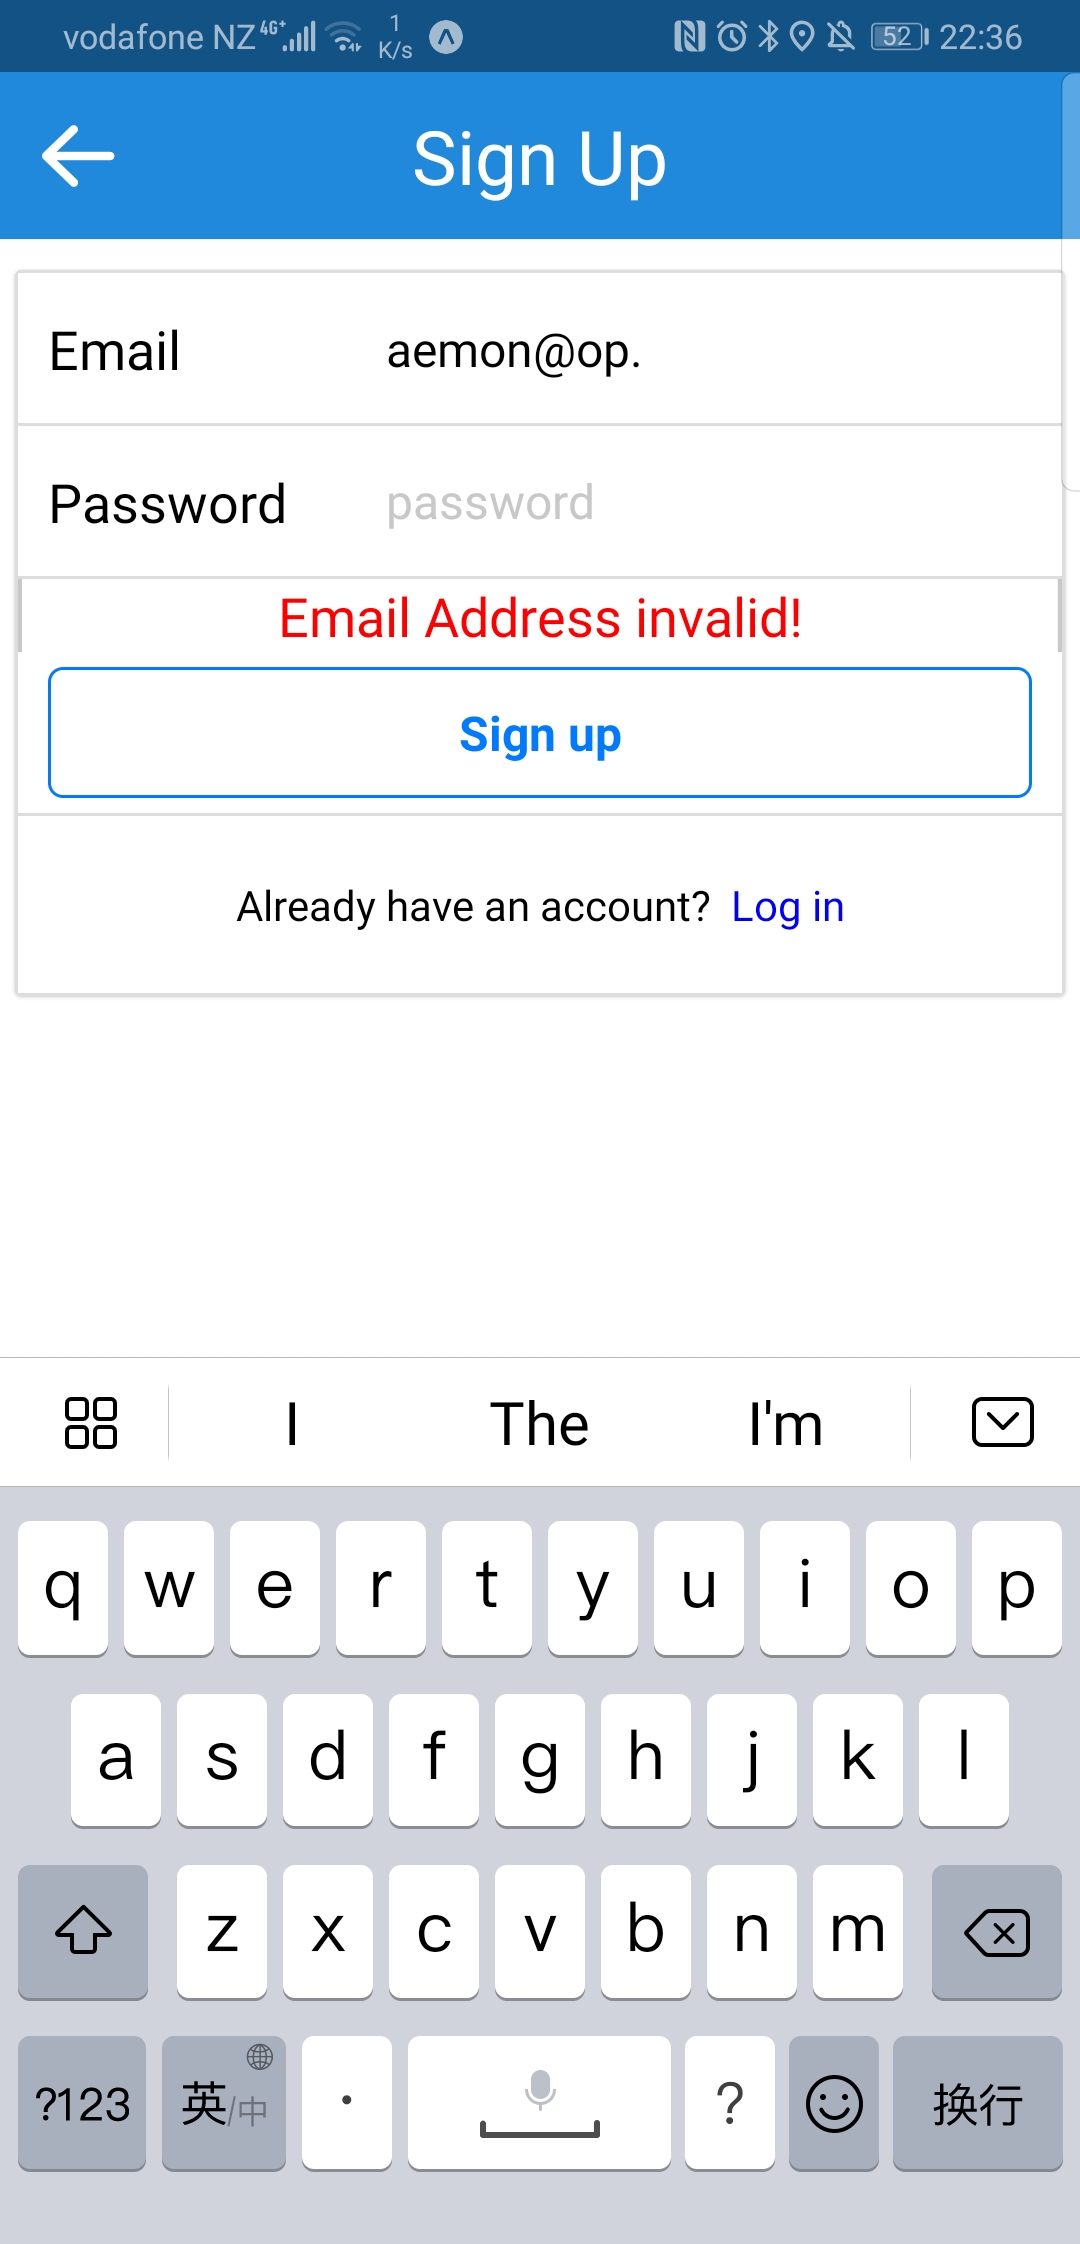 vodafone NZ 4G+ 1 K/s 52 22:36
Sign Up
Email aemon@op.
Password password
Email Address invalid!
Sign up
Already have an account? Log in
I The I'm
q w e r t y u i o p
a s d f g h j k l
z x c v b n m
?123 英/中 . ? 换行